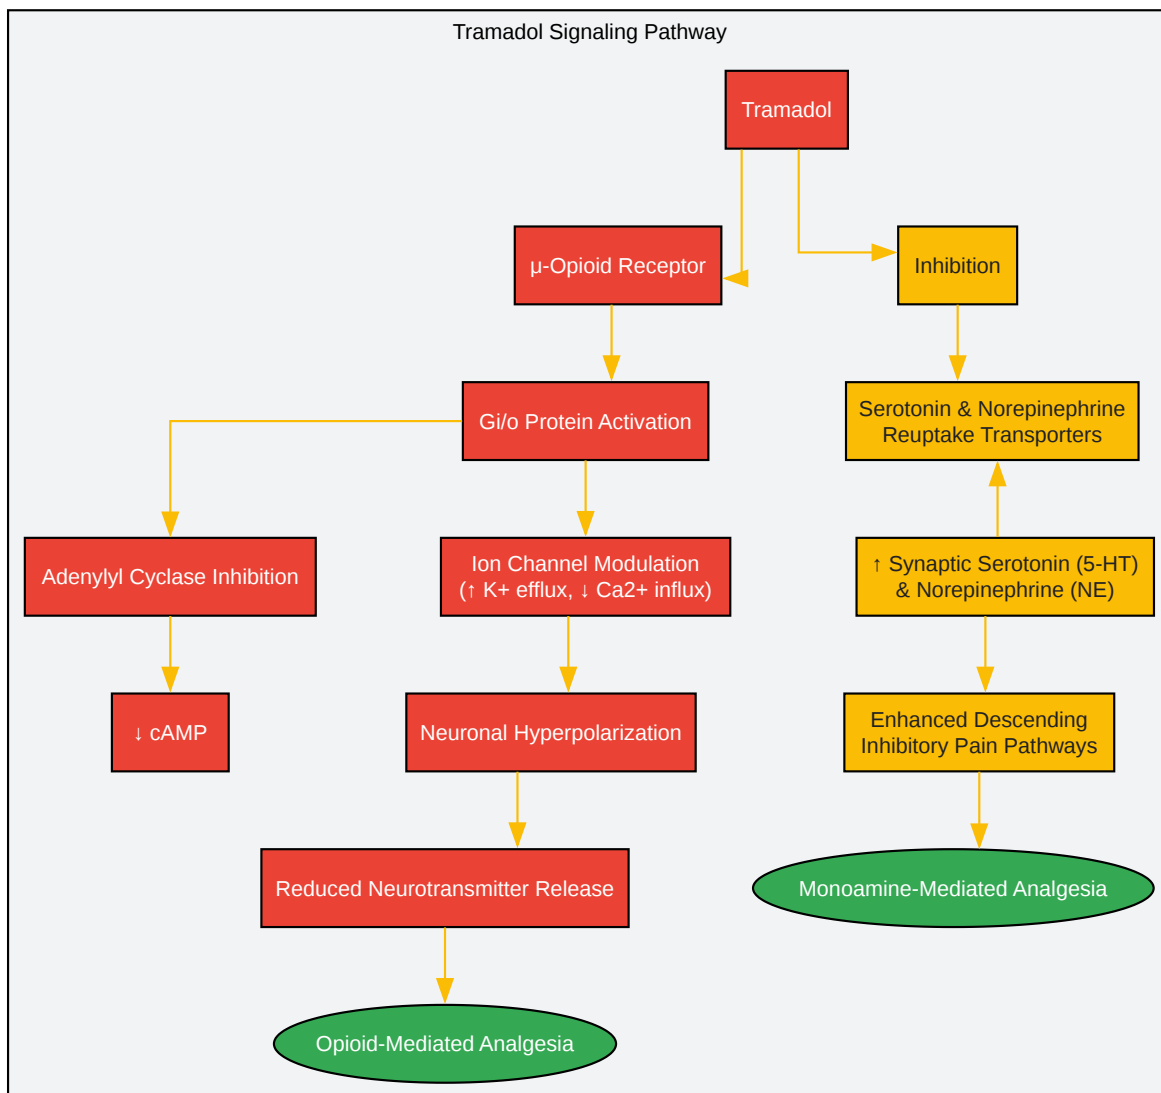 Tramadol Signaling Pathway
Tramadol
μ-Opioid Receptor
Inhibition
Gi/o Protein Activation
Serotonin & Norepinephrine
Reuptake Transporters
Adenylyl Cyclase Inhibition
Ion Channel Modulation
(↑ K+ efflux, ↓ Ca2+ influx)
↑ Synaptic Serotonin (5-HT)
& Norepinephrine (NE)
↓ cAMP
Neuronal Hyperpolarization
Enhanced Descending
Inhibitory Pain Pathways
Reduced Neurotransmitter Release
Monoamine-Mediated Analgesia
Opioid-Mediated Analgesia